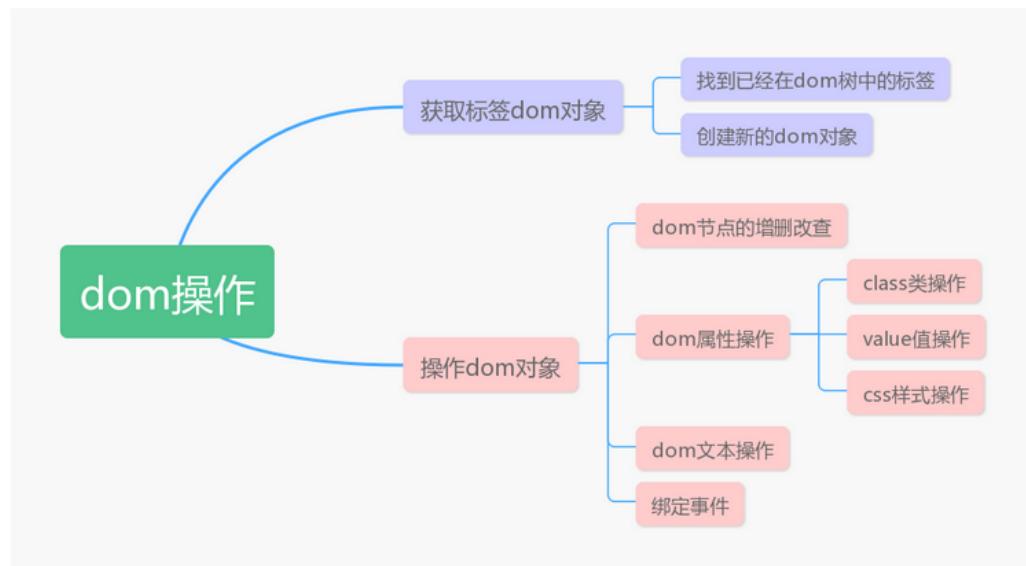 dom操作
获取标签dom对象
找到已经在dom树中的标签
创建新的dom对象
操作dom对象
dom节点的增删改查
dom属性操作
class类操作
value值操作
css样式操作
dom文本操作
绑定事件